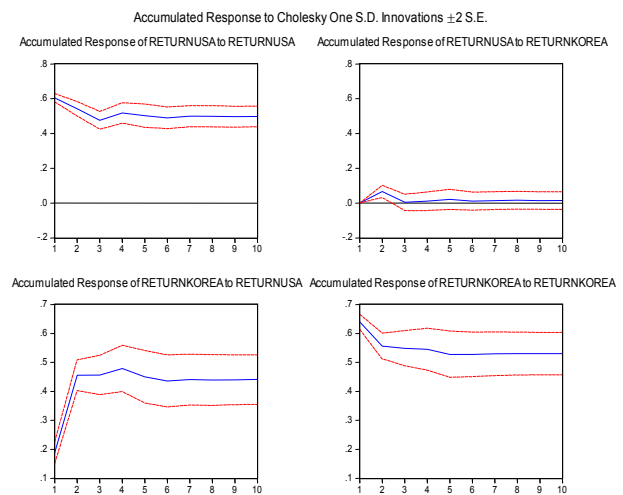 Accumulated Response to Cholesky One S.D. Innovations ±2 S.E.
Accumulated Response of RETURNUSA to RETURNUSA
.8
.6
.4
.2
.0
-.2
1 2 3 4 5 6 7 8 9 10
Accumulated Response of RETURNUSA to RETURNKOREA
.8
.6
.4
.2
.0
-.2
1 2 3 4 5 6 7 8 9 10
Accumulated Response of RETURNKOREA to RETURNUSA
.7
.6
.5
.4
.3
.2
.1
1 2 3 4 5 6 7 8 9 10
Accumulated Response of RETURNKOREA to RETURNKOREA
.7
.6
.5
.4
.3
.2
.1
1 2 3 4 5 6 7 8 9 10